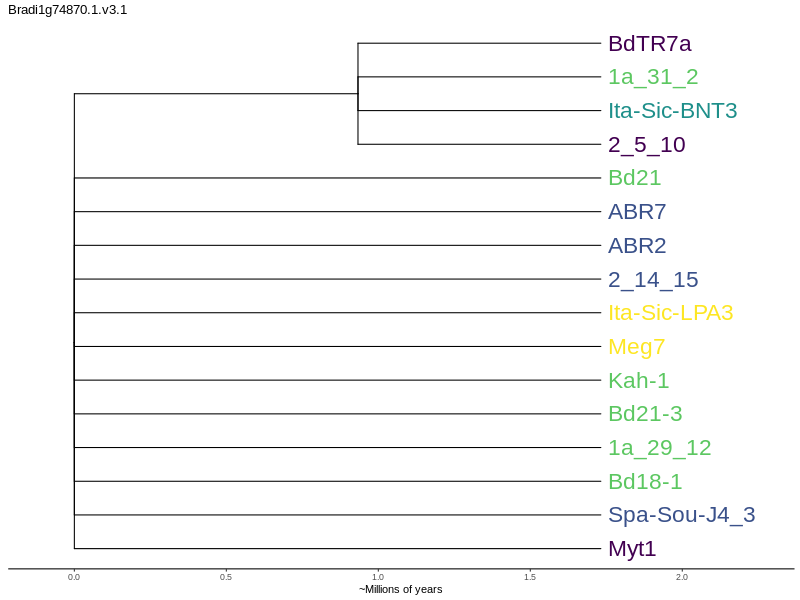 Bradi1g74870.1.v3.1
BdTR7a
1a_31_2
Ita-Sic-BNT3
2_5_10
Bd21
ABR7
ABR2
2_14_15
Ita-Sic-LPA3
Meg7
Kah-1
Bd21-3
1a_29_12
Bd18-1
Spa-Sou-J4_3
Myt1
0.0 0.5 1.0 1.5 2.0
~Millions of years